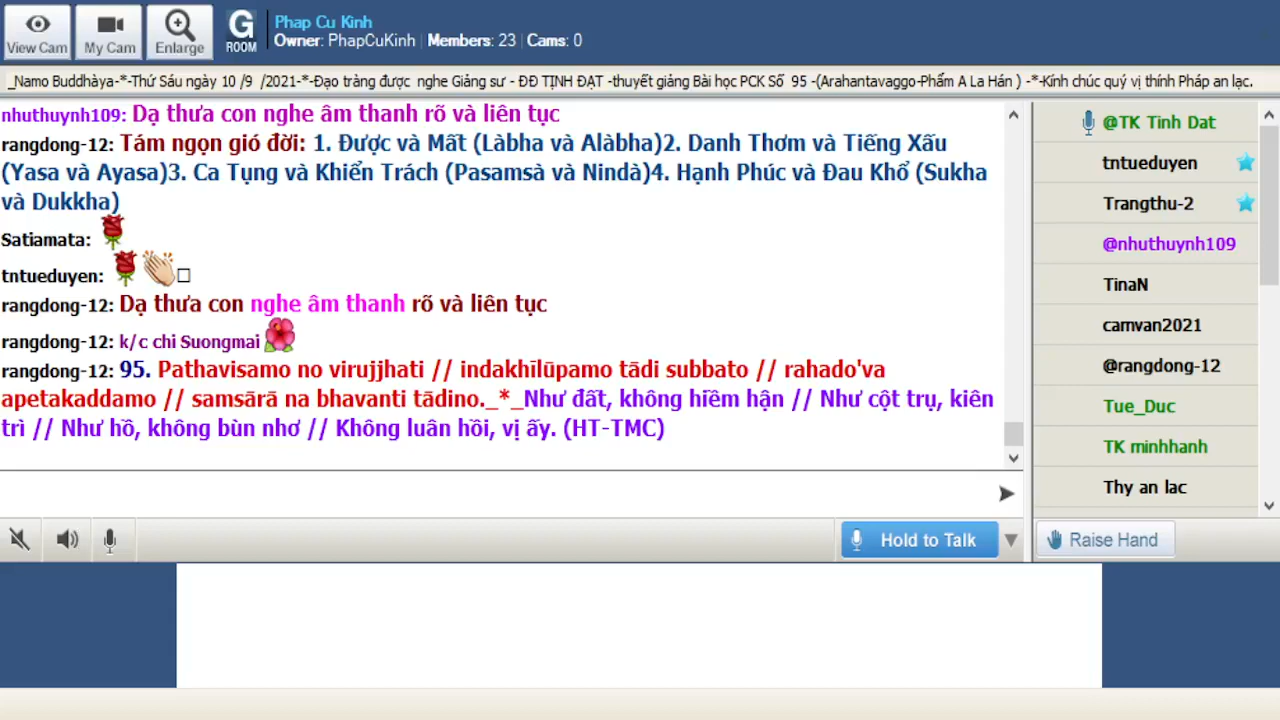 View Cam
My Cam
Enlarge
G ROOM
Phap Cu Kinh
Owner: PhapCuKinh | Members: 23 | Cams: 0
_Namo Buddhàya-*-Thứ Sáu ngày 10 /9 /2021-*-Đạo tràng được nghe Giảng sư - ĐĐ TỊNH ĐẠT -thuyết giảng Bài học PCK Số 95 -(Arahantavaggo-Phẩm A La Hán ) -*-Kính chúc quý vị thính Pháp an lạc.
nhuthuynh109: Dạ thưa con nghe âm thanh rõ và liên tục
rangdong-12: Tám ngọn gió đời: 1. Được và Mất (Làbha và Alàbha)2. Danh Thơm và Tiếng Xấu
(Yasa và Ayasa)3. Ca Tụng và Khiển Trách (Pasamsà và Nindà)4. Hạnh Phúc và Đau Khổ (Sukha
và Dukkha)
Satiamata:
tntueduyen:
rangdong-12: Dạ thưa con nghe âm thanh rõ và liên tục
rangdong-12: k/c chi Suongmai
rangdong-12: 95. Pathavisamo no virujjhati // indakhīlūpamo tādi subbato // rahado'va
apetakaddamo // samsārā na bhavanti tādino._*_Như đất, không hiềm hận // Như cột trụ, kiên
trì // Như hồ, không bùn nhơ // Không luân hồi, vị ấy. (HT-TMC)
@TK Tinh Dat
tntueduyen
Trangthu-2
@nhuthuynh109
TinaN
camvan2021
@rangdong-12
Tue_Duc
TK minhhanh
Thy an lac
Hold to Talk
Raise Hand